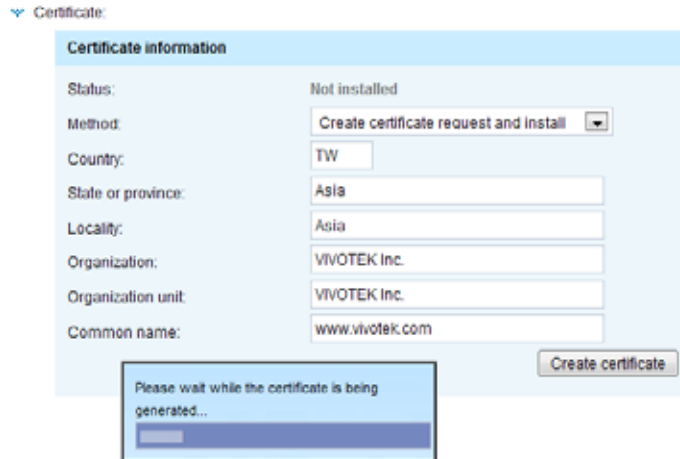 Certificate:
Certificate information
Status: Not installed
Method: Create certificate request and install
Country: TW
State or province: Asia
Locality: Asia
Organization: VIVOTEK Inc.
Organization unit: VIVOTEK Inc.
Common name: www.vivotek.com
Create certificate
Please wait while the certificate is being
generated...